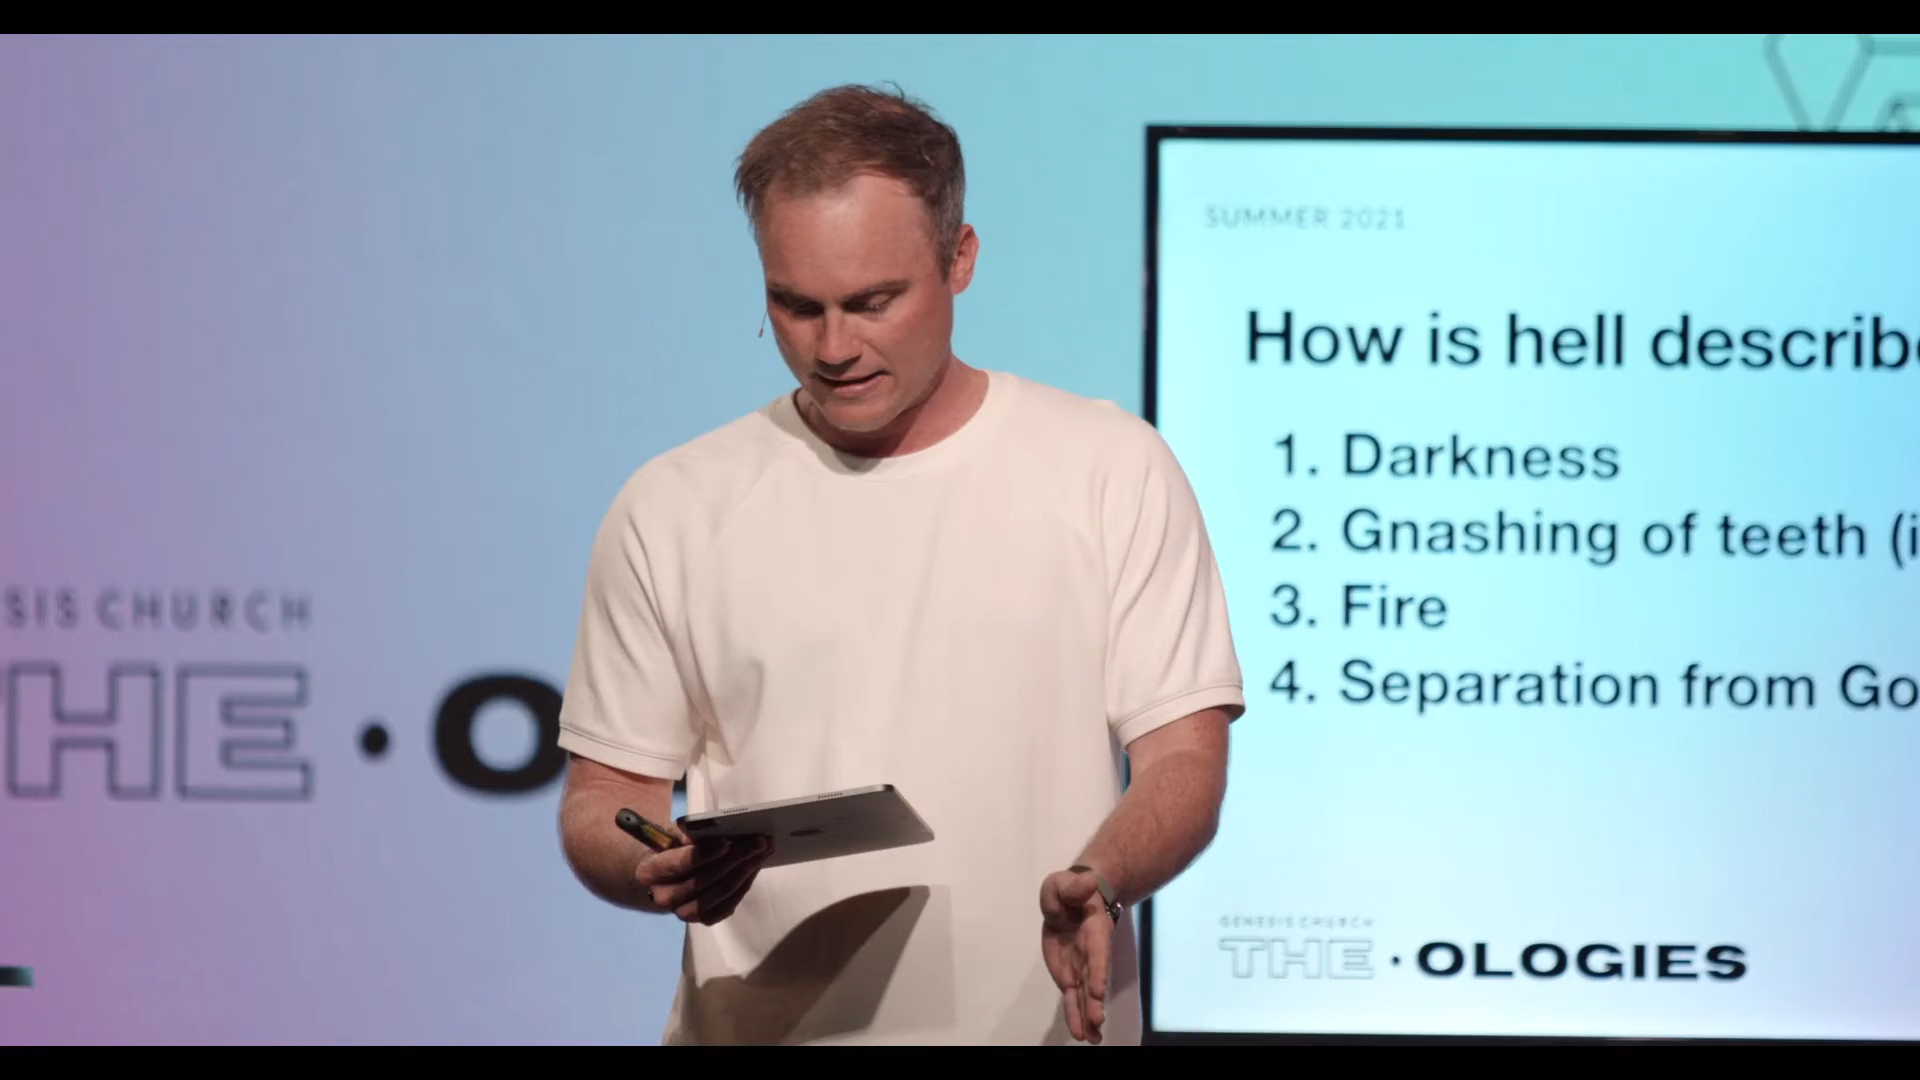 SIS CHURCH
HE • O
SUMMER 2021
How is hell describe
1. Darkness
2. Gnashing of teeth (i
3. Fire
4. Separation from Go
GENESIS CHURCH
THE • OLOGIES